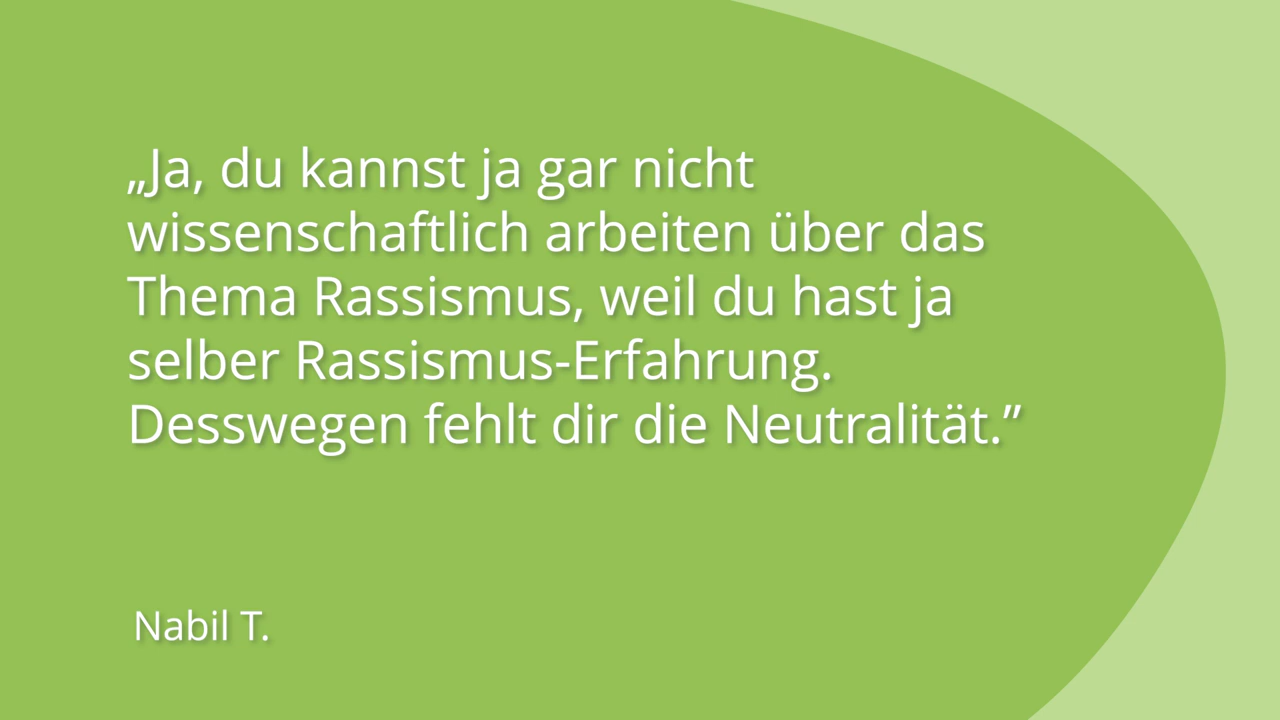 „Ja, du kannst ja gar nicht
wissenschaftlich arbeiten über das
Thema Rassismus, weil du hast ja
selber Rassismus-Erfahrung.
Desswegen fehlt dir die Neutralität.”
Nabil T.